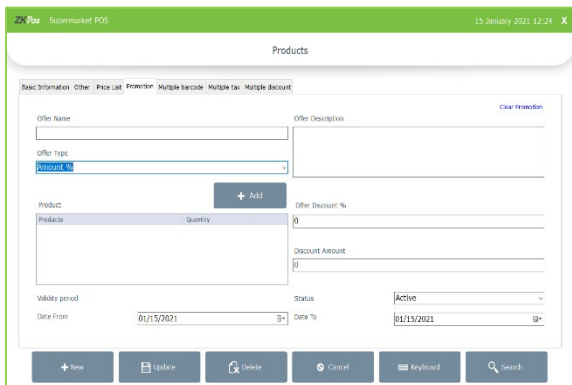 ZKPos Supermarket POS 15 January 2021 12:24 X
Products
Basic Information Other Price List Promotion Multiple barcode Multiple tax Multiple discount
Clear Promotion
Offer Name Offer Description
Offer Type
Amount %
+ Add
Product Offer Discount %
Products Quantity 0
Discount Amount
0
Validity period Status Active
Date From 01/15/2021 Date To 01/15/2021
+ New Update Delete Cancel Keyboard Search